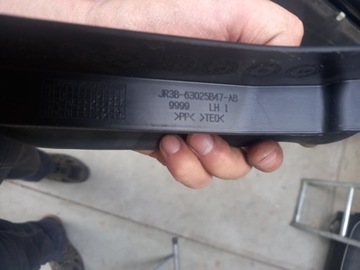 JR3B-63025B47-AB
9999 LH 1
>PP< >TEO<